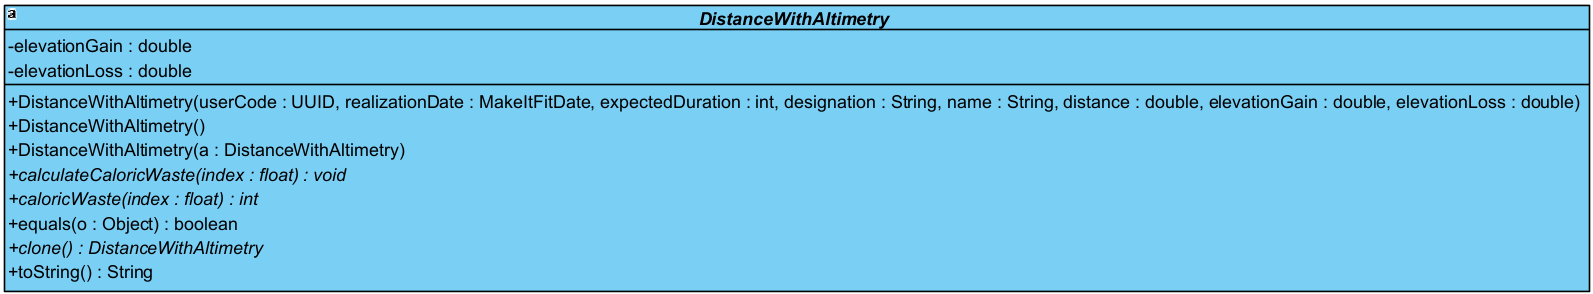 a
DistanceWithAltimetry
-elevationGain : double
-elevationLoss : double
+DistanceWithAltimetry(userCode : UUID, realizationDate : MakeItFitDate, expectedDuration : int, designation : String, name : String, distance : double, elevationGain : double, elevationLoss : double)
+DistanceWithAltimetry()
+DistanceWithAltimetry(a : DistanceWithAltimetry)
+calculateCaloricWaste(index : float) : void
+caloricWaste(index : float) : int
+equals(o : Object) : boolean
+clone() : DistanceWithAltimetry
+toString() : String